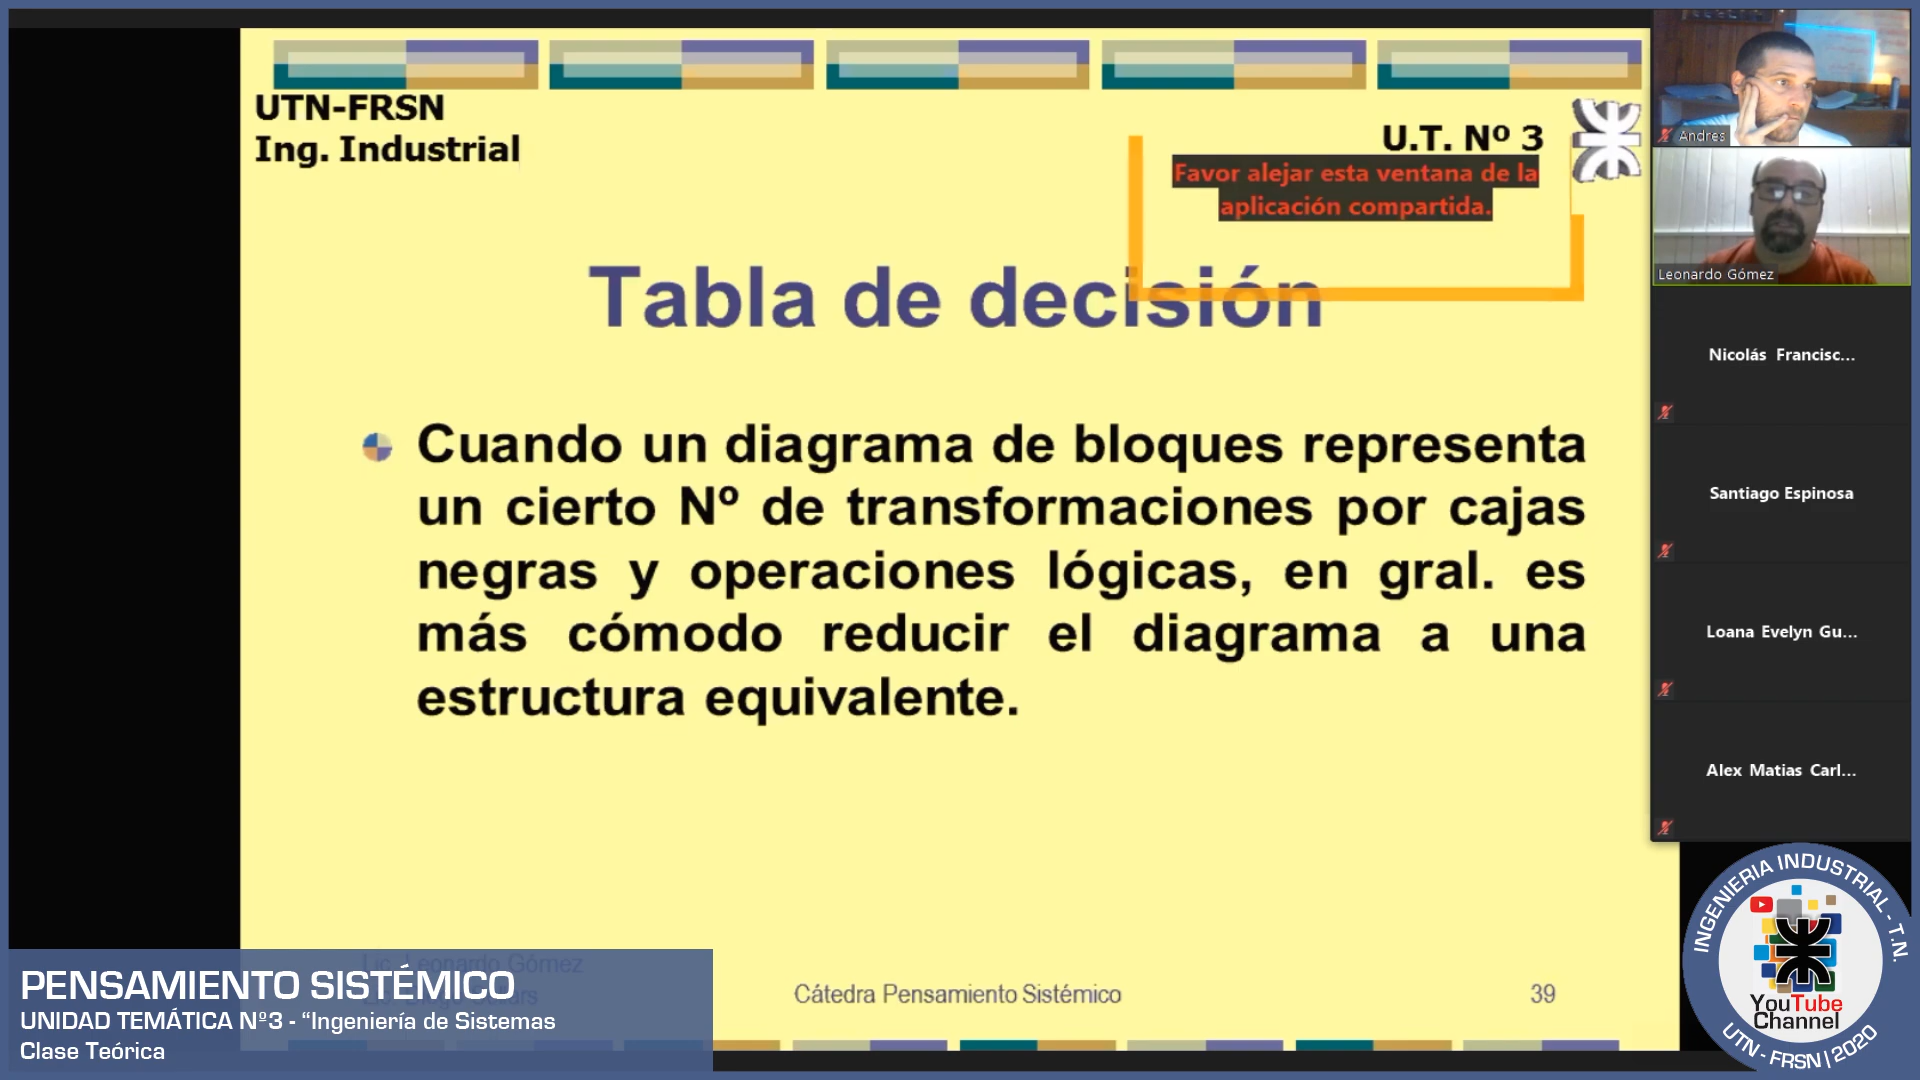 UTN-FRSN
Ing. Industrial
U.T. Nº 3
Favor alejar esta ventana de la
aplicación compartida.
Tabla de decisión
Cuando un diagrama de bloques representa
un cierto Nº de transformaciones por cajas
negras y operaciones lógicas, en gral. es
más cómodo reducir el diagrama a una
estructura equivalente.
Lic. Leonardo Gómez
Cátedra Pensamiento Sistémico
39
PENSAMIENTO SISTÉMICO
UNIDAD TEMÁTICA Nº3 - “Ingeniería de Sistemas
Clase Teórica
Andres
Leonardo Gómez
Nicolás Francisc...
Santiago Espinosa
Loana Evelyn Gu...
Alex Matias Carl...
INGENIERIA INDUSTRIAL - T.N.
YouTube
Channel
UTN - FRSN | 2020